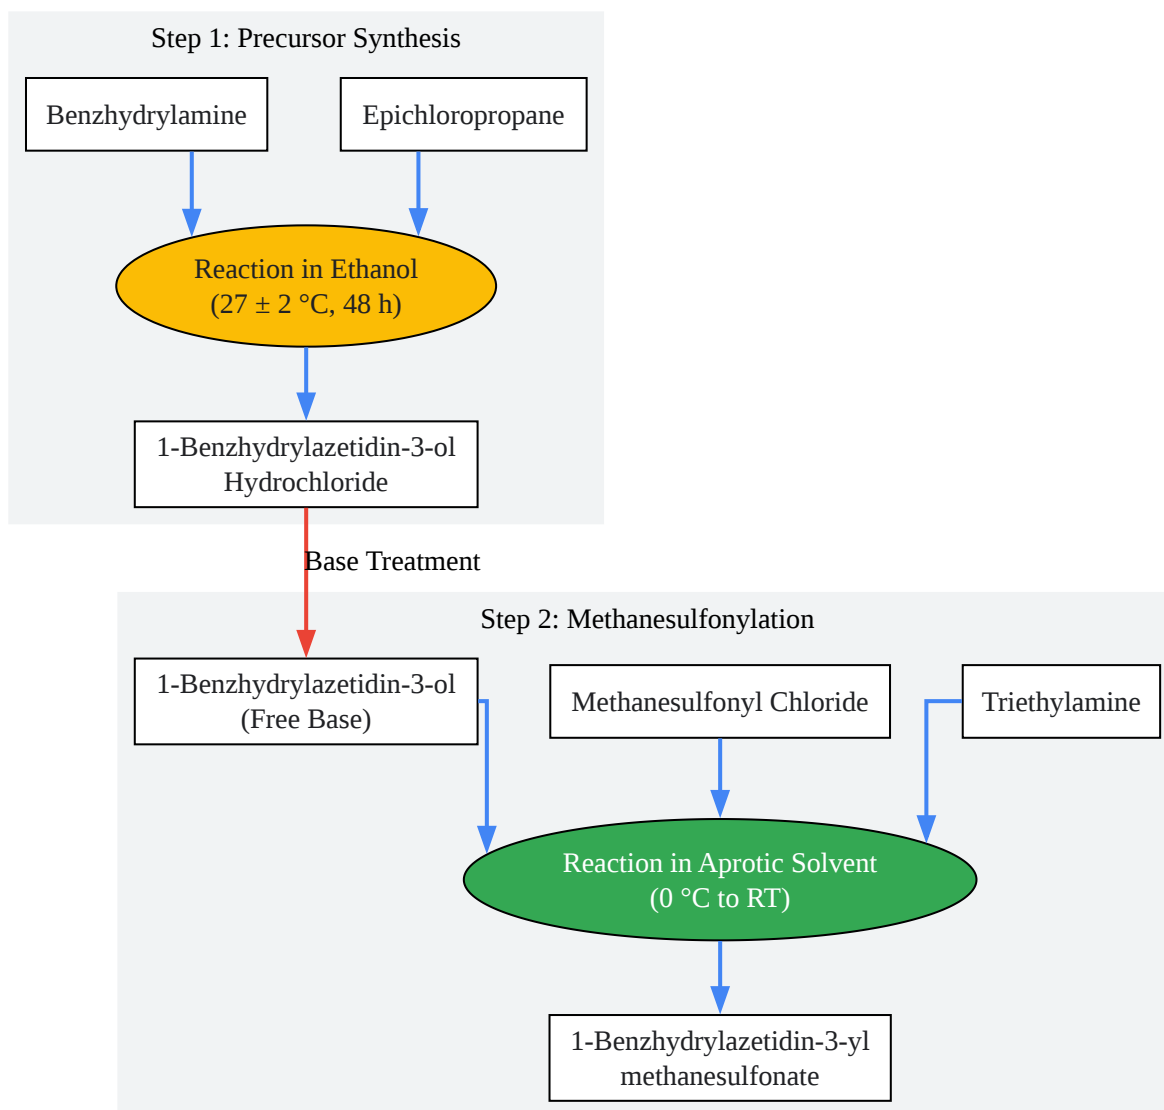 Step 1: Precursor Synthesis
Benzhydrylamine
Epichloropropane
Reaction in Ethanol
(27 ± 2 °C, 48 h)
1-Benzhydrylazetidin-3-ol
Hydrochloride
Base Treatment
Step 2: Methanesulfonylation
1-Benzhydrylazetidin-3-ol
(Free Base)
Methanesulfonyl Chloride
Triethylamine
Reaction in Aprotic Solvent
(0 °C to RT)
1-Benzhydrylazetidin-3-yl
methanesulfonate